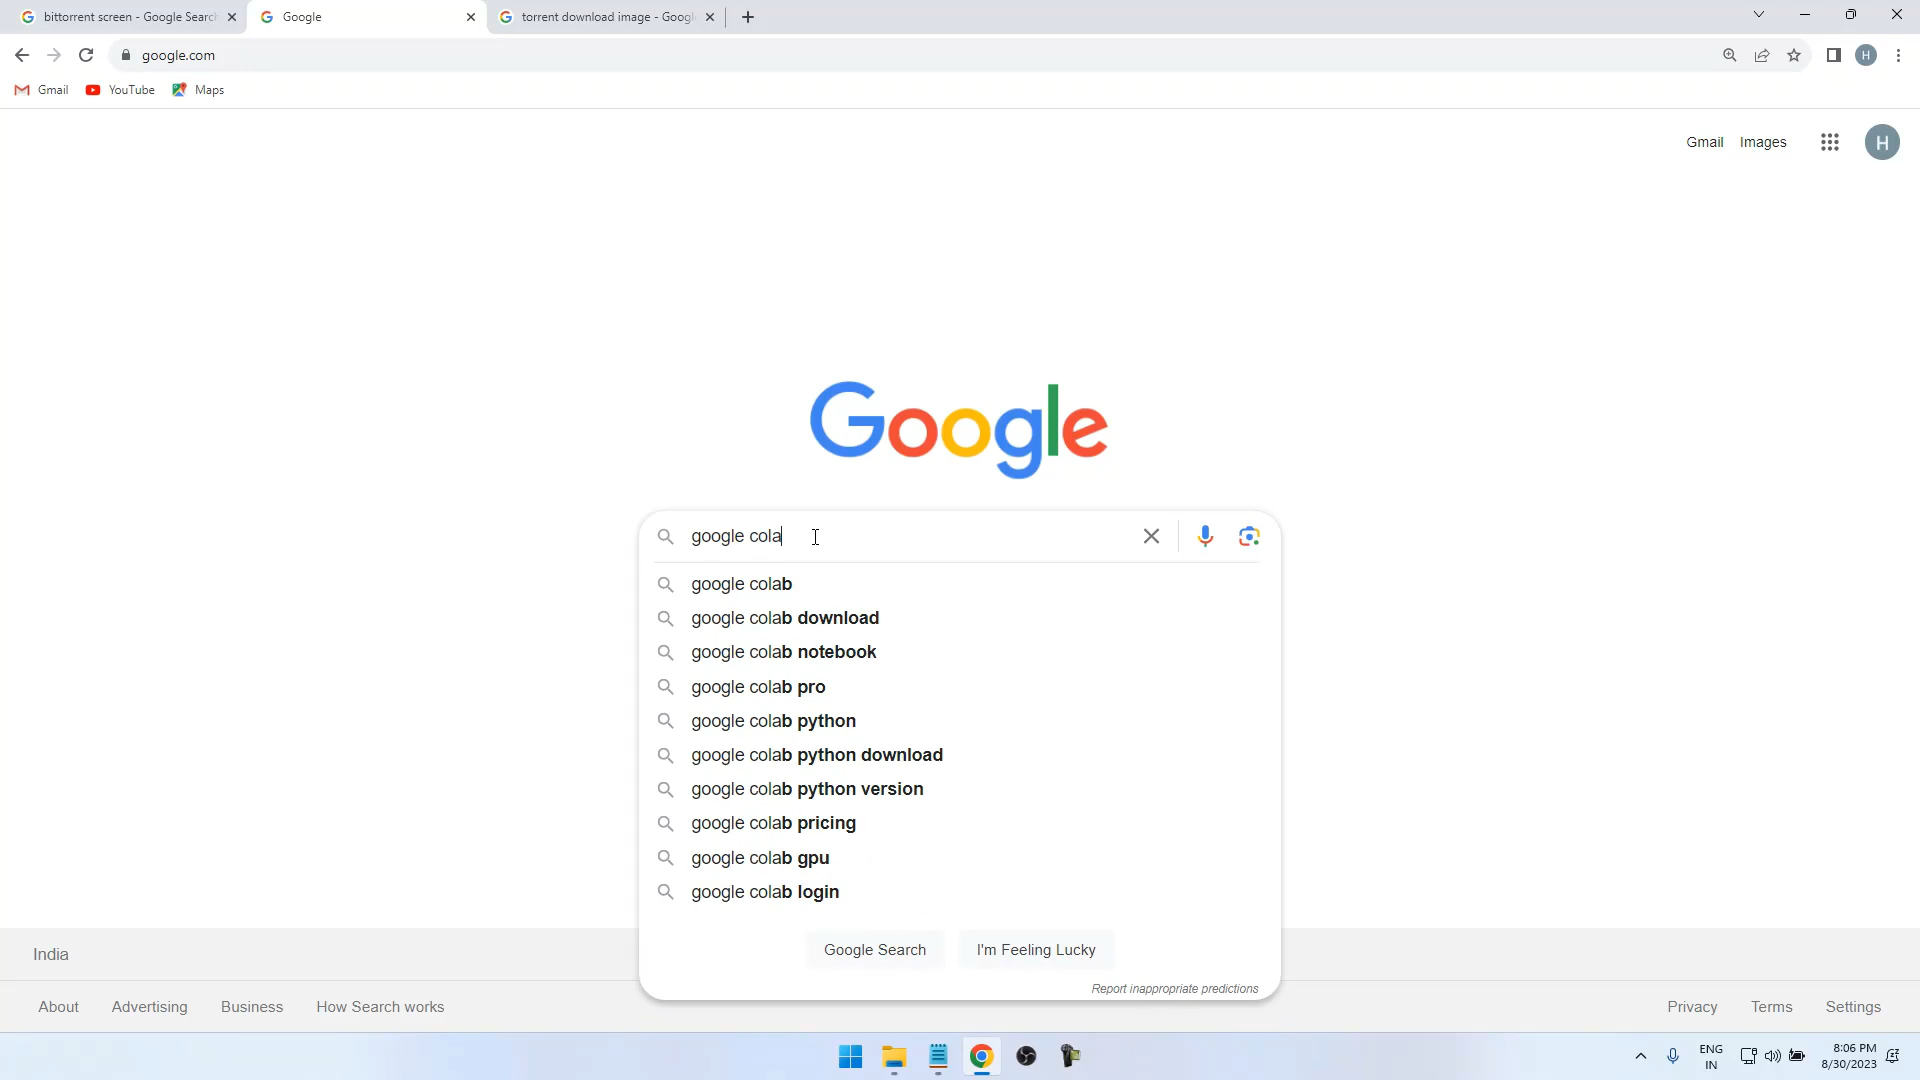 bittorrent screen - Google Search
Google
torrent download image - Googl
google.com
H
Gmail
YouTube
Maps
Gmail
Images
H
Google
google cola
google colab
google colab download
google colab notebook
google colab pro
google colab python
google colab python download
google colab python version
google colab pricing
google colab gpu
google colab login
Google Search
I'm Feeling Lucky
Report inappropriate predictions
India
About
Advertising
Business
How Search works
Privacy
Terms
Settings
ENG
IN
8:06 PM
8/30/2023